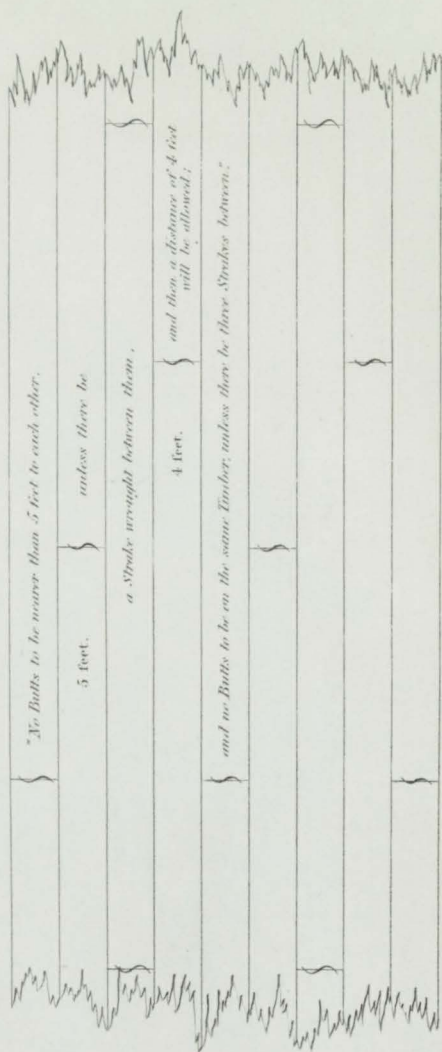 "No Butts to be nearer than 5 feet to each other,
5 feet. unless there be
a Strake wrought between them,
4 feet. and then a distance of 4 feet
will be allowed;
and no Butts to be on the same Timber, unless there be three Strakes between."